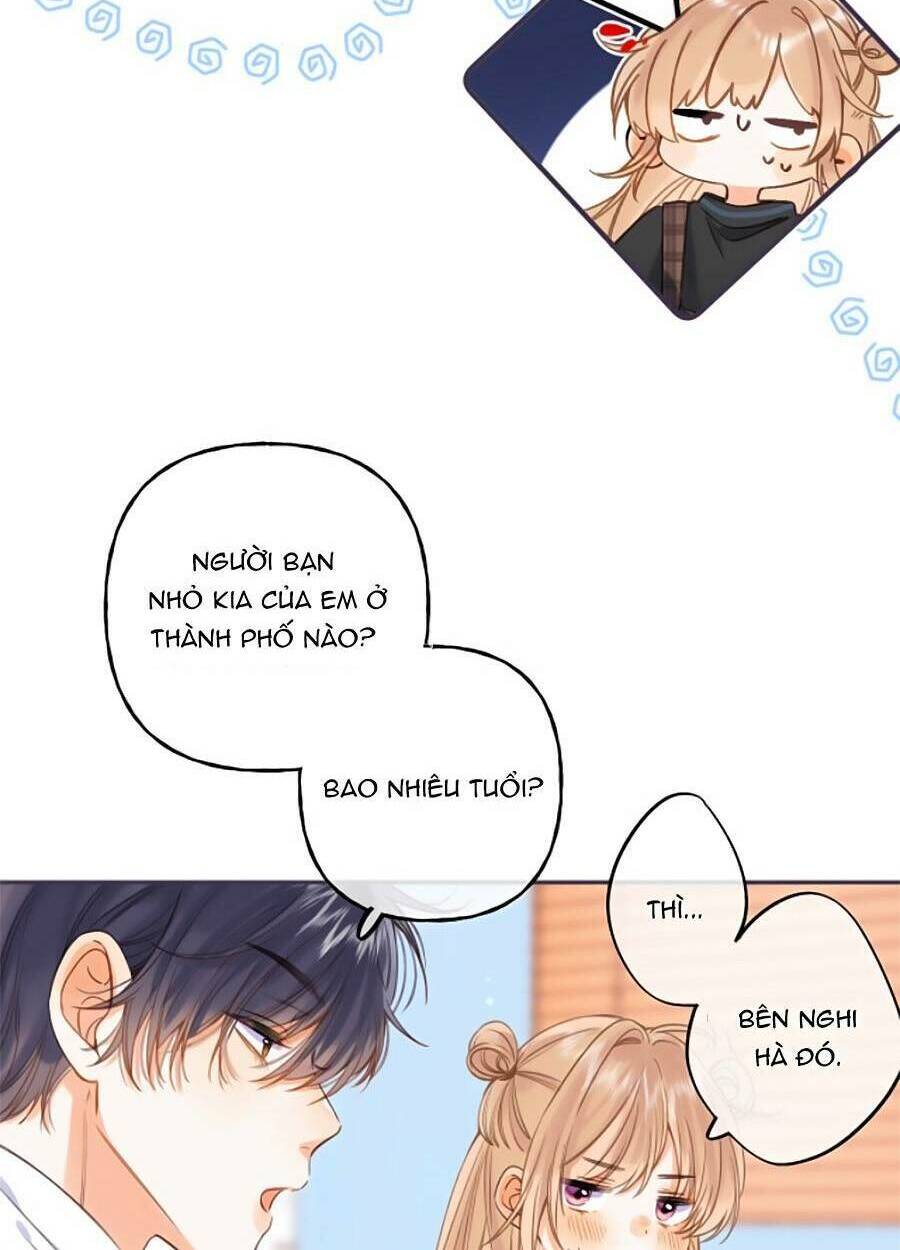 NGƯỜI BẠN
NHỎ KIA CỦA EM Ở
THÀNH PHỐ NÀO?
BAO NHIÊU TUỔI?
THÌ...
BÊN NGHI
HÀ ĐÓ.